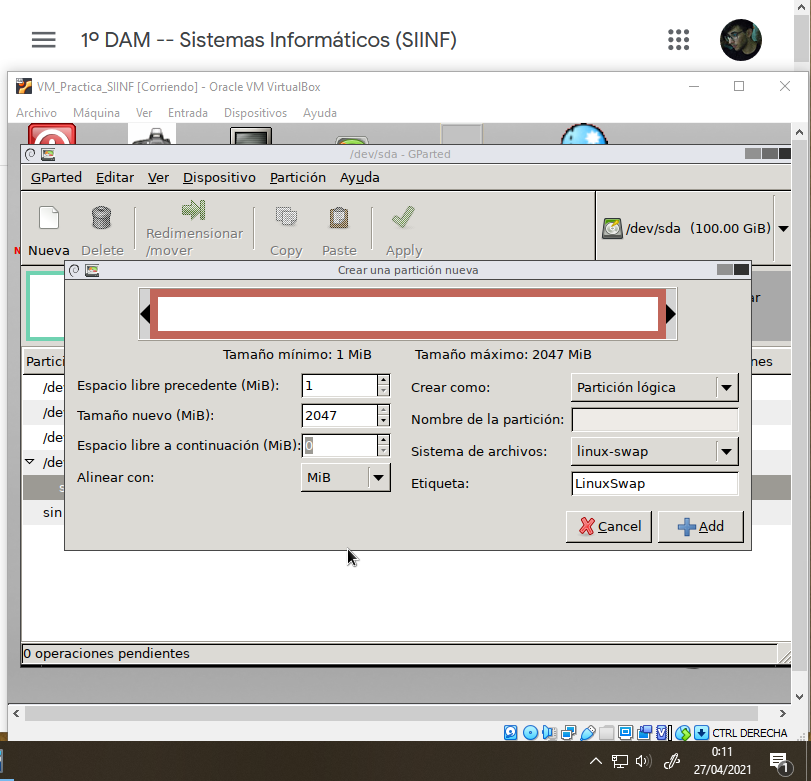 1º DAM -- Sistemas Informáticos (SIINF)
VM_Practica_SIINF [Corriendo] - Oracle VM VirtualBox
Archivo Máquina Ver Entrada Dispositivos Ayuda
/dev/sda - GParted
GParted Editar Ver Dispositivo Partición Ayuda
Nueva Delete Redimensionar
/mover Copy Paste Apply
/dev/sda (100.00 GiB)
N
Crear una partición nueva
ar
Tamaño mínimo: 1 MiB Tamaño máximo: 2047 MiB
Partici
nes
Espacio libre precedente (MiB): 1
Crear como: Partición lógica
/de
Tamaño nuevo (MiB): 2047
Nombre de la partición:
/de
Espacio libre a continuación (MiB): 0
Sistema de archivos: linux-swap
/de
Alinear con: MiB
Etiqueta: LinuxSwap
/de
s
sin
Cancel Add
0 operaciones pendientes
CTRL DERECHA
0:11
27/04/2021
1